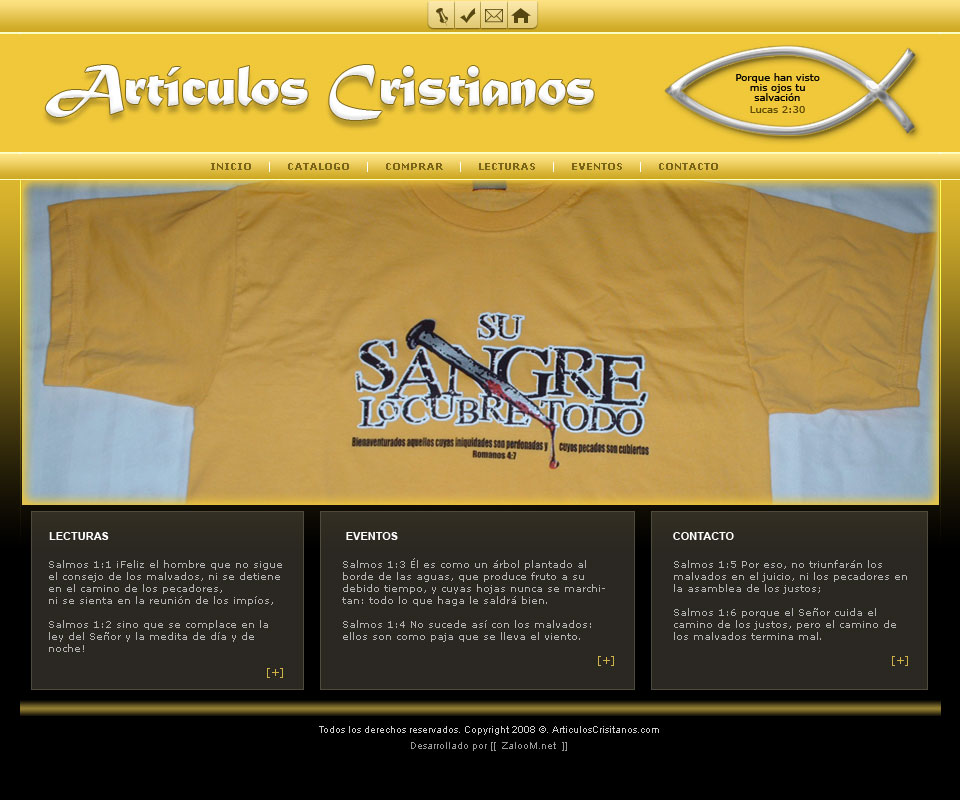 Artículos Cristianos
Porque han visto
mis ojos tu
salvación
Lucas 2:30
INICIO
CATALOGO
COMPRAR
LECTURAS
EVENTOS
CONTACTO
SU
SANGRE
LO CUBRE TODO
Bienaventurados aquellos cuyas iniquidades son perdonadas y cuyos pecados son cubiertos
Romanos 4:7
LECTURAS
Salmos 1:1 ¡Feliz el hombre que no sigue
el consejo de los malvados, ni se detiene
en el camino de los pecadores,
ni se sienta en la reunión de los impíos,
Salmos 1:2 sino que se complace en la
ley del Señor y la medita de día y de
noche!
[+]
EVENTOS
Salmos 1:3 Él es como un árbol plantado al
borde de las aguas, que produce fruto a su
debido tiempo, y cuyas hojas nunca se marchi-
tan: todo lo que haga le saldrá bien.
Salmos 1:4 No sucede así con los malvados:
ellos son como paja que se lleva el viento.
[+]
CONTACTO
Salmos 1:5 Por eso, no triunfarán los
malvados en el juicio, ni los pecadores en
la asamblea de los justos;
Salmos 1:6 porque el Señor cuida el
camino de los justos, pero el camino de
los malvados termina mal.
[+]
Todos los derechos reservados. Copyright 2008 ©. ArticulosCrisitanos.com
Desarrollado por [[ ZalooM.net ]]